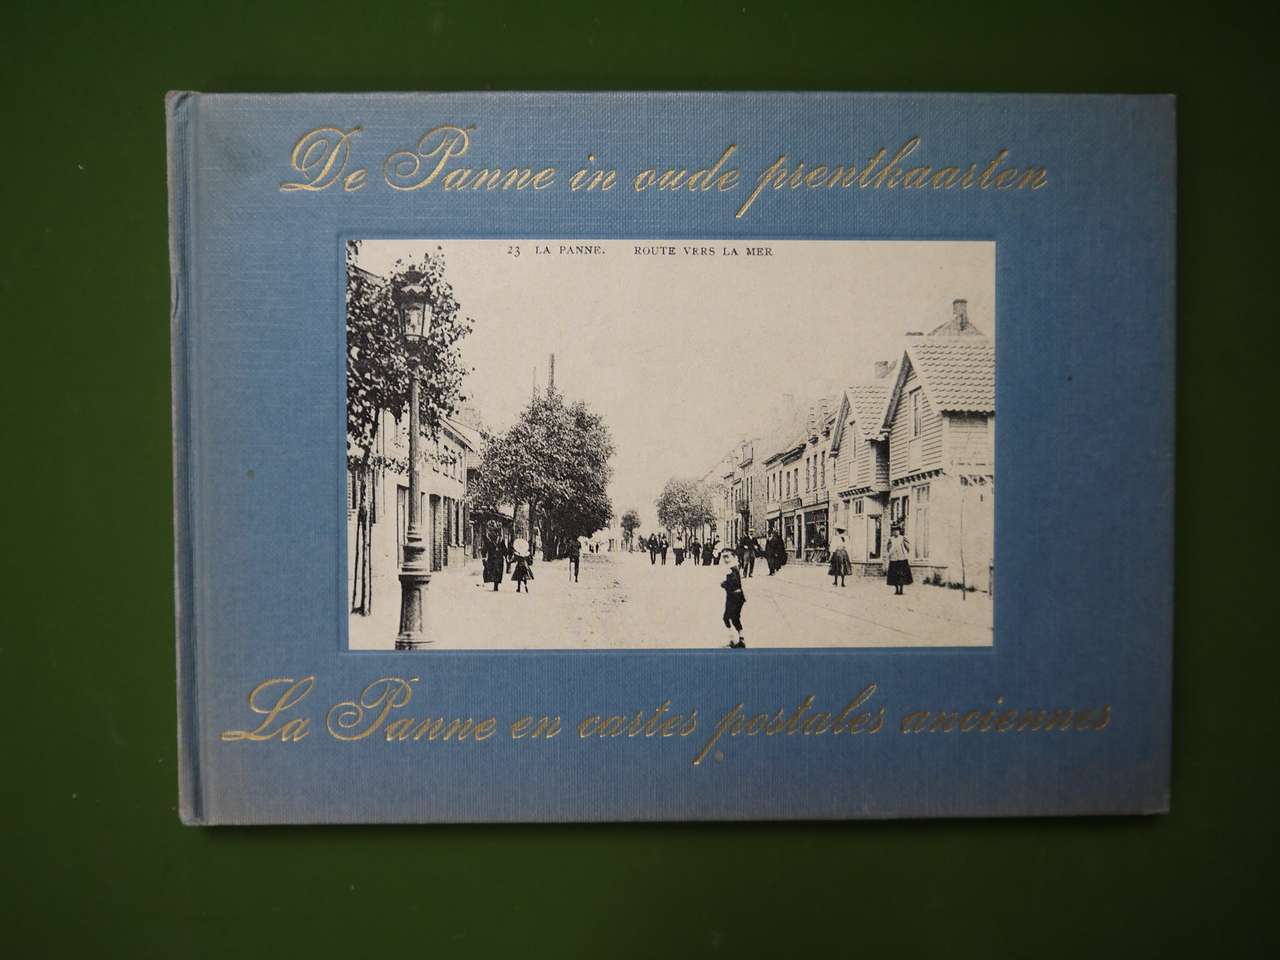 De Panne in oude prentkaarten
23 LA PANNE. ROUTE VERS LA MER
La Panne en cartes postales anciennes